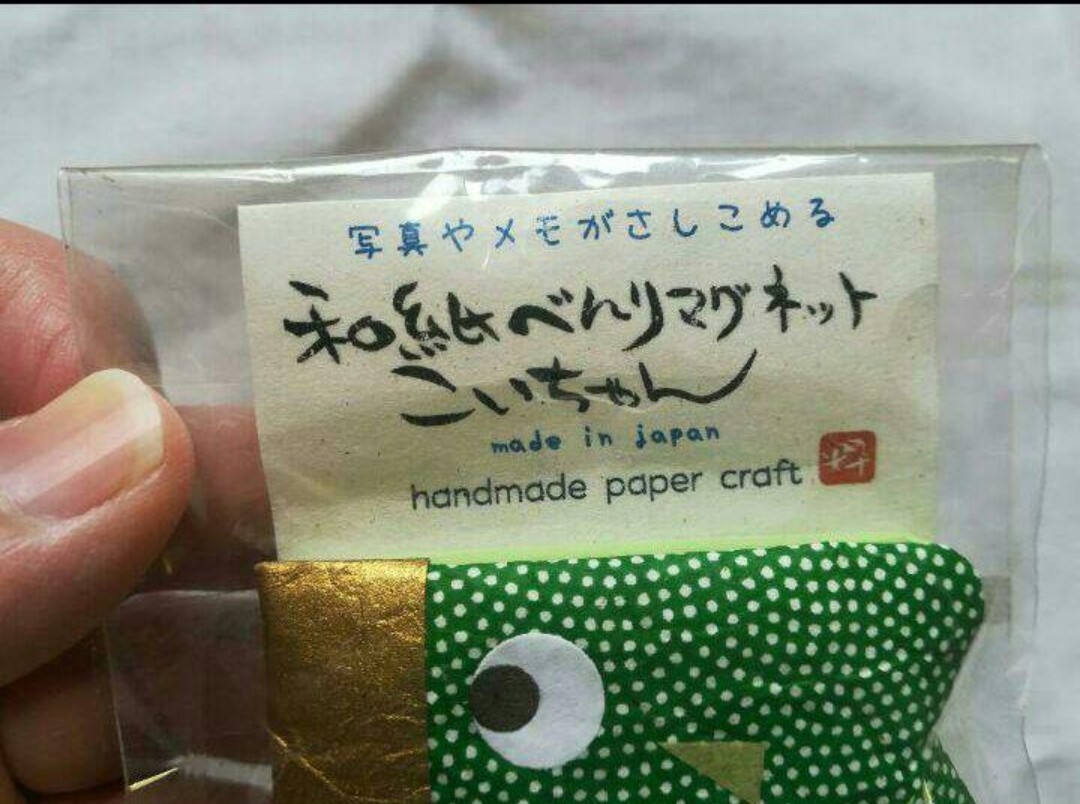 写真やメモがさしこめる
和紙べんりマグネット
こいちゃん
made in japan
handmade paper craft